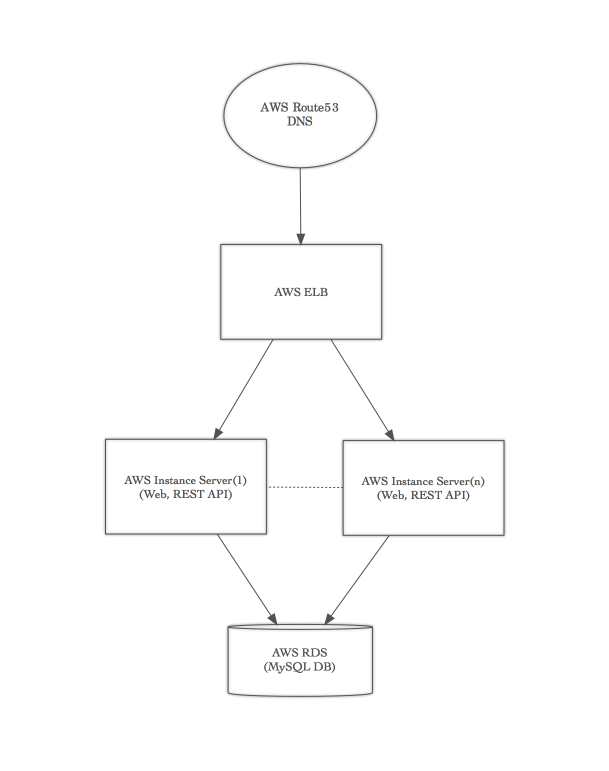 AWS Route53
DNS
AWS ELB
AWS Instance Server(1)
(Web, REST API)
AWS Instance Server(n)
(Web, REST API)
AWS RDS
(MySQL DB)